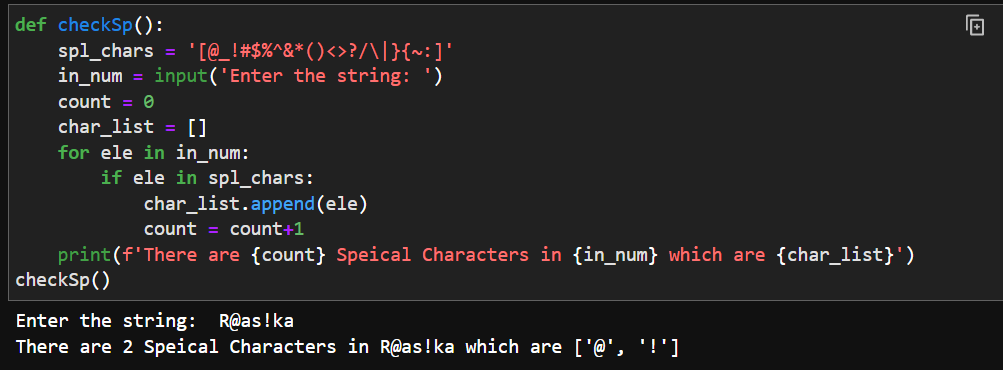 def checkSp():
    spl_chars = '[@_!#$%^&*()<>?/\|}{~:]'
    in_num = input('Enter the string: ')
    count = 0
    char_list = []
    for ele in in_num:
        if ele in spl_chars:
            char_list.append(ele)
            count = count+1
    print(f'There are {count} Speical Characters in {in_num} which are {char_list}')
checkSp()
Enter the string:  R@as!ka
There are 2 Speical Characters in R@as!ka which are ['@', '!']